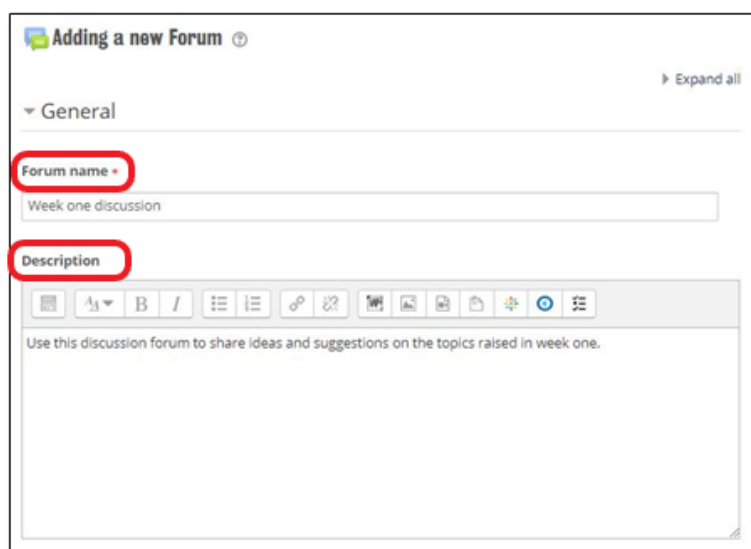 Adding a new Forum
Expand all
General
Forum name *
Week one discussion
Description
B I
Use this discussion forum to share ideas and suggestions on the topics raised in week one.